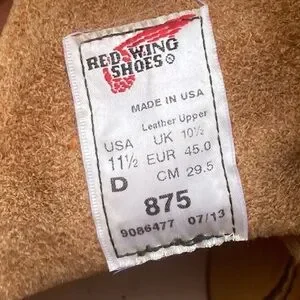 RED WING
SHOES®
MADE IN USA
Leather Upper
USA UK 10½
11½ EUR 45.0
D CM 29.5
875
9086477 07/13